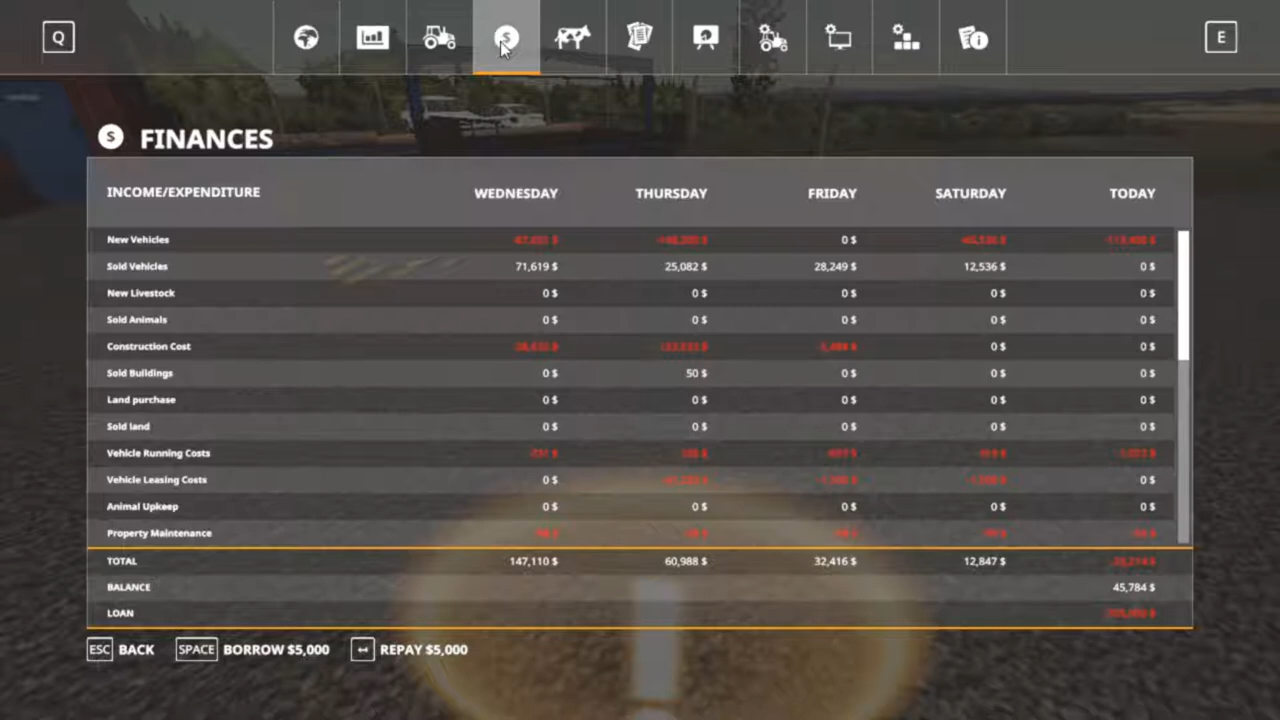 Q E
FINANCES
INCOME/EXPENDITURE WEDNESDAY THURSDAY FRIDAY SATURDAY TODAY
New Vehicles 0 $
Sold Vehicles 71,619 $ 25,082 $ 28,249 $ 12,536 $ 0 $
New Livestock 0 $ 0 $ 0 $ 0 $ 0 $
Sold Animals 0 $ 0 $ 0 $ 0 $ 0 $
Construction Cost 0 $ 0 $
Sold Buildings 0 $ 50 $ 0 $ 0 $ 0 $
Land purchase 0 $ 0 $ 0 $ 0 $ 0 $
Sold land 0 $ 0 $ 0 $ 0 $ 0 $
Vehicle Running Costs
Vehicle Leasing Costs 0 $ 0 $
Animal Upkeep 0 $ 0 $ 0 $ 0 $ 0 $
Property Maintenance
TOTAL 147,110 $ 60,988 $ 32,416 $ 12,847 $
BALANCE 45,784 $
LOAN
ESC BACK SPACE BORROW $5,000 REPAY $5,000